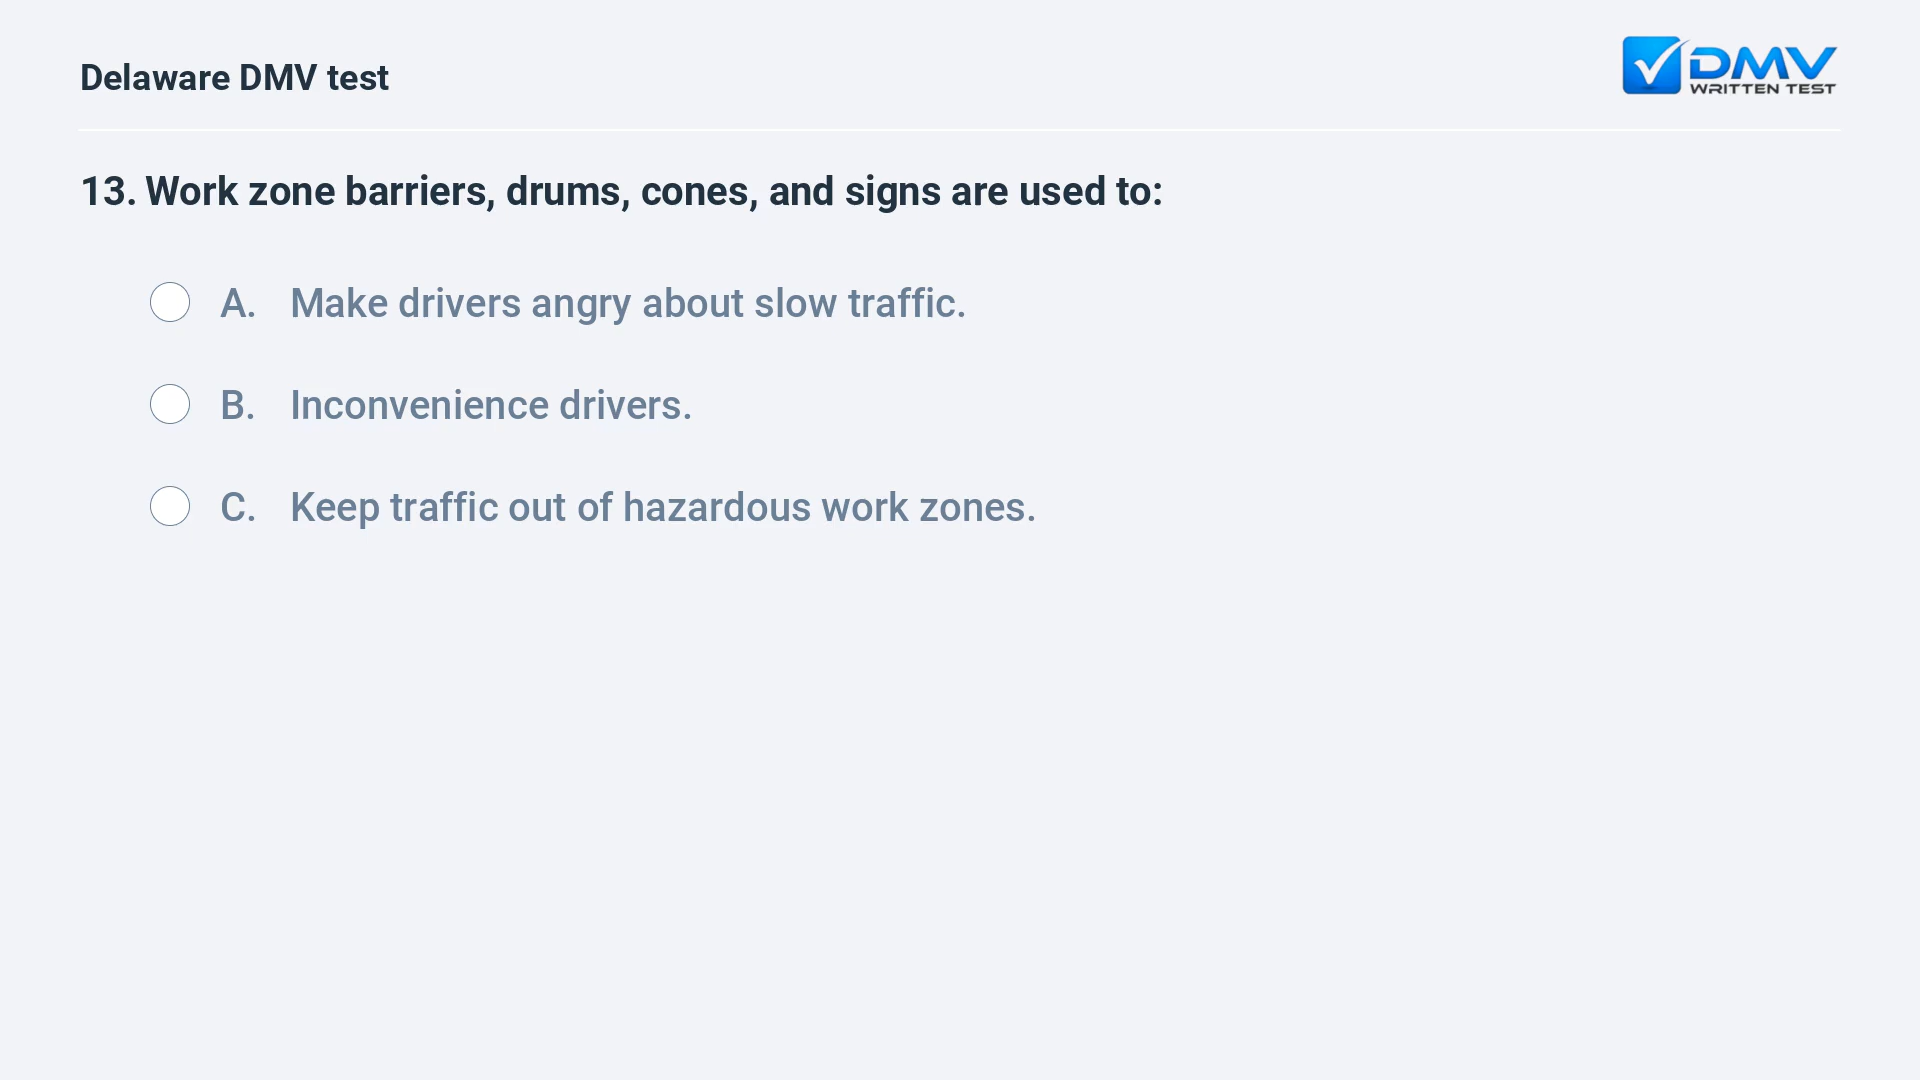 Delaware DMV test
DMV
WRITTEN TEST
13. Work zone barriers, drums, cones, and signs are used to:
A. Make drivers angry about slow traffic.
B. Inconvenience drivers.
C. Keep traffic out of hazardous work zones.